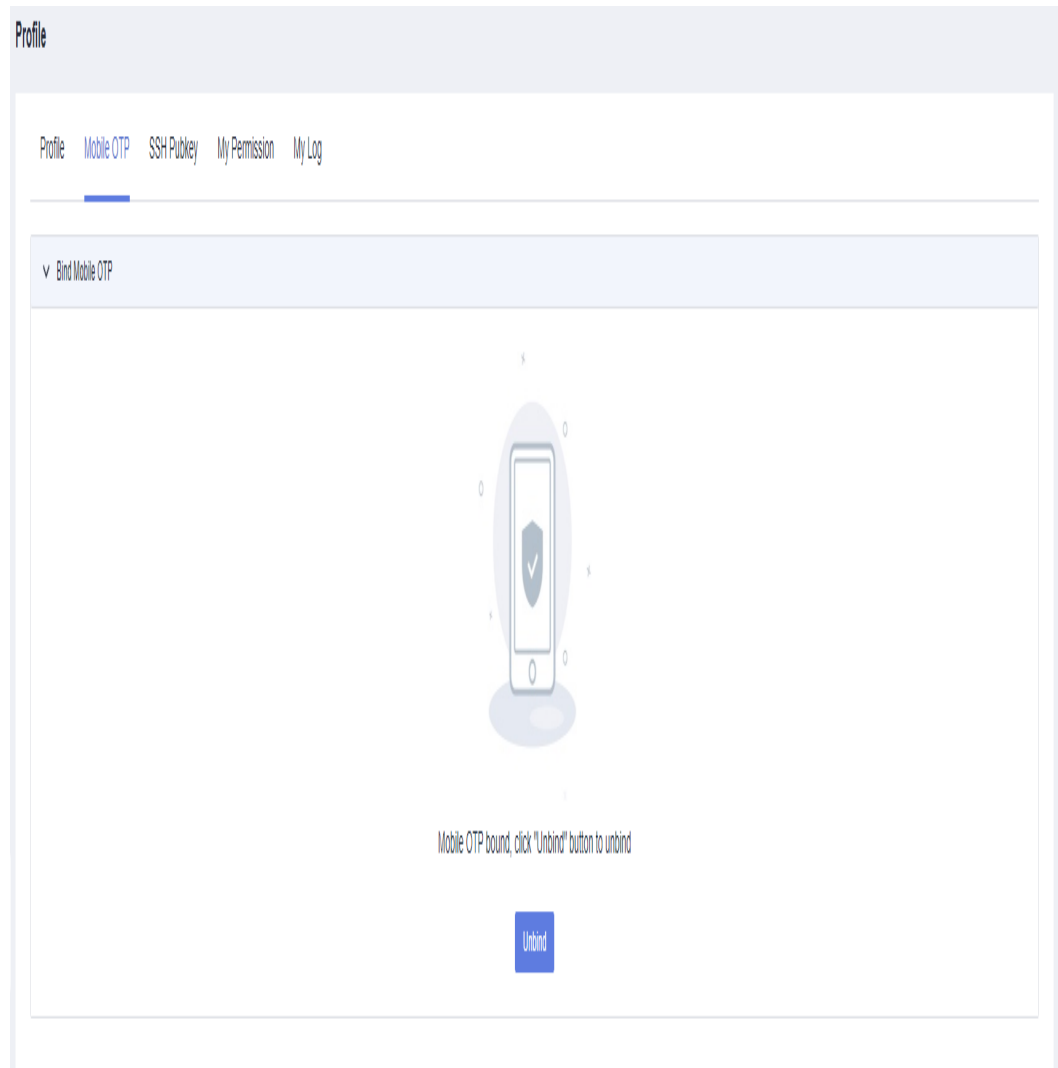 Profile
Profile Mobile OTP SSH Pubkey My Permission My Log
Bind Mobile OTP
Mobile OTP bound, click "Unbind" button to unbind
Unbind